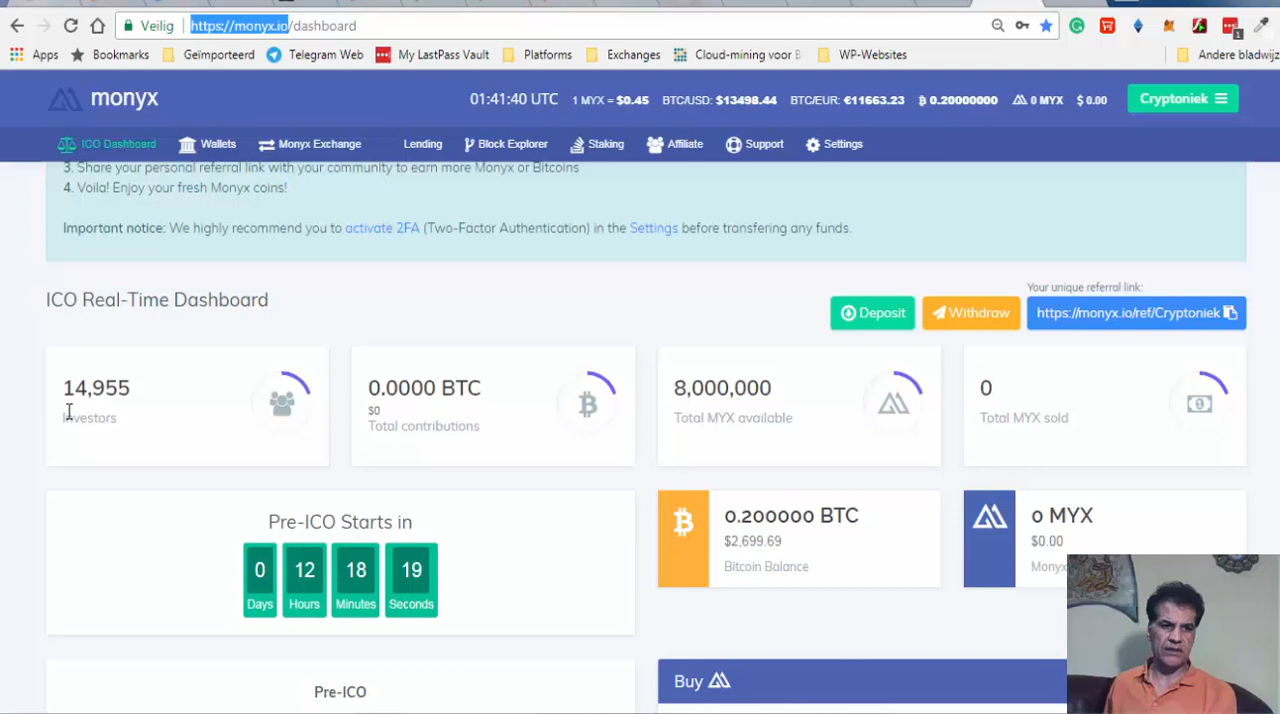 Veilig https://monyx.io/dashboard
1
Apps Bookmarks Geïmporteerd Telegram Web My LastPass Vault Platforms Exchanges Cloud-mining voor B WP-Websites Andere bladwijz
monyx 01:41:40 UTC 1 MYX = $0.45 BTC/USD: $13498.44 BTC/EUR: €11663.23 0.20000000 0 MYX $ 0.00 Cryptoniek
ICO Dashboard Wallets Monyx Exchange Lending Block Explorer Staking Affiliate Support Settings
3. Share your personal referral link with your community to earn more Monyx or Bitcoins
4. Voila! Enjoy your fresh Monyx coins!
Important notice: We highly recommend you to activate 2FA (Two-Factor Authentication) in the Settings before transfering any funds.
Your unique referral link:
ICO Real-Time Dashboard Deposit Withdraw https://monyx.io/ref/Cryptoniek
14,955
Investors
0.0000 BTC
$0
Total contributions
8,000,000
Total MYX available
0
Total MYX sold
Pre-ICO Starts in
0 12 18 19
Days Hours Minutes Seconds
0.200000 BTC
$2,699.69
Bitcoin Balance
0 MYX
$0.00
Pre-ICO
Buy